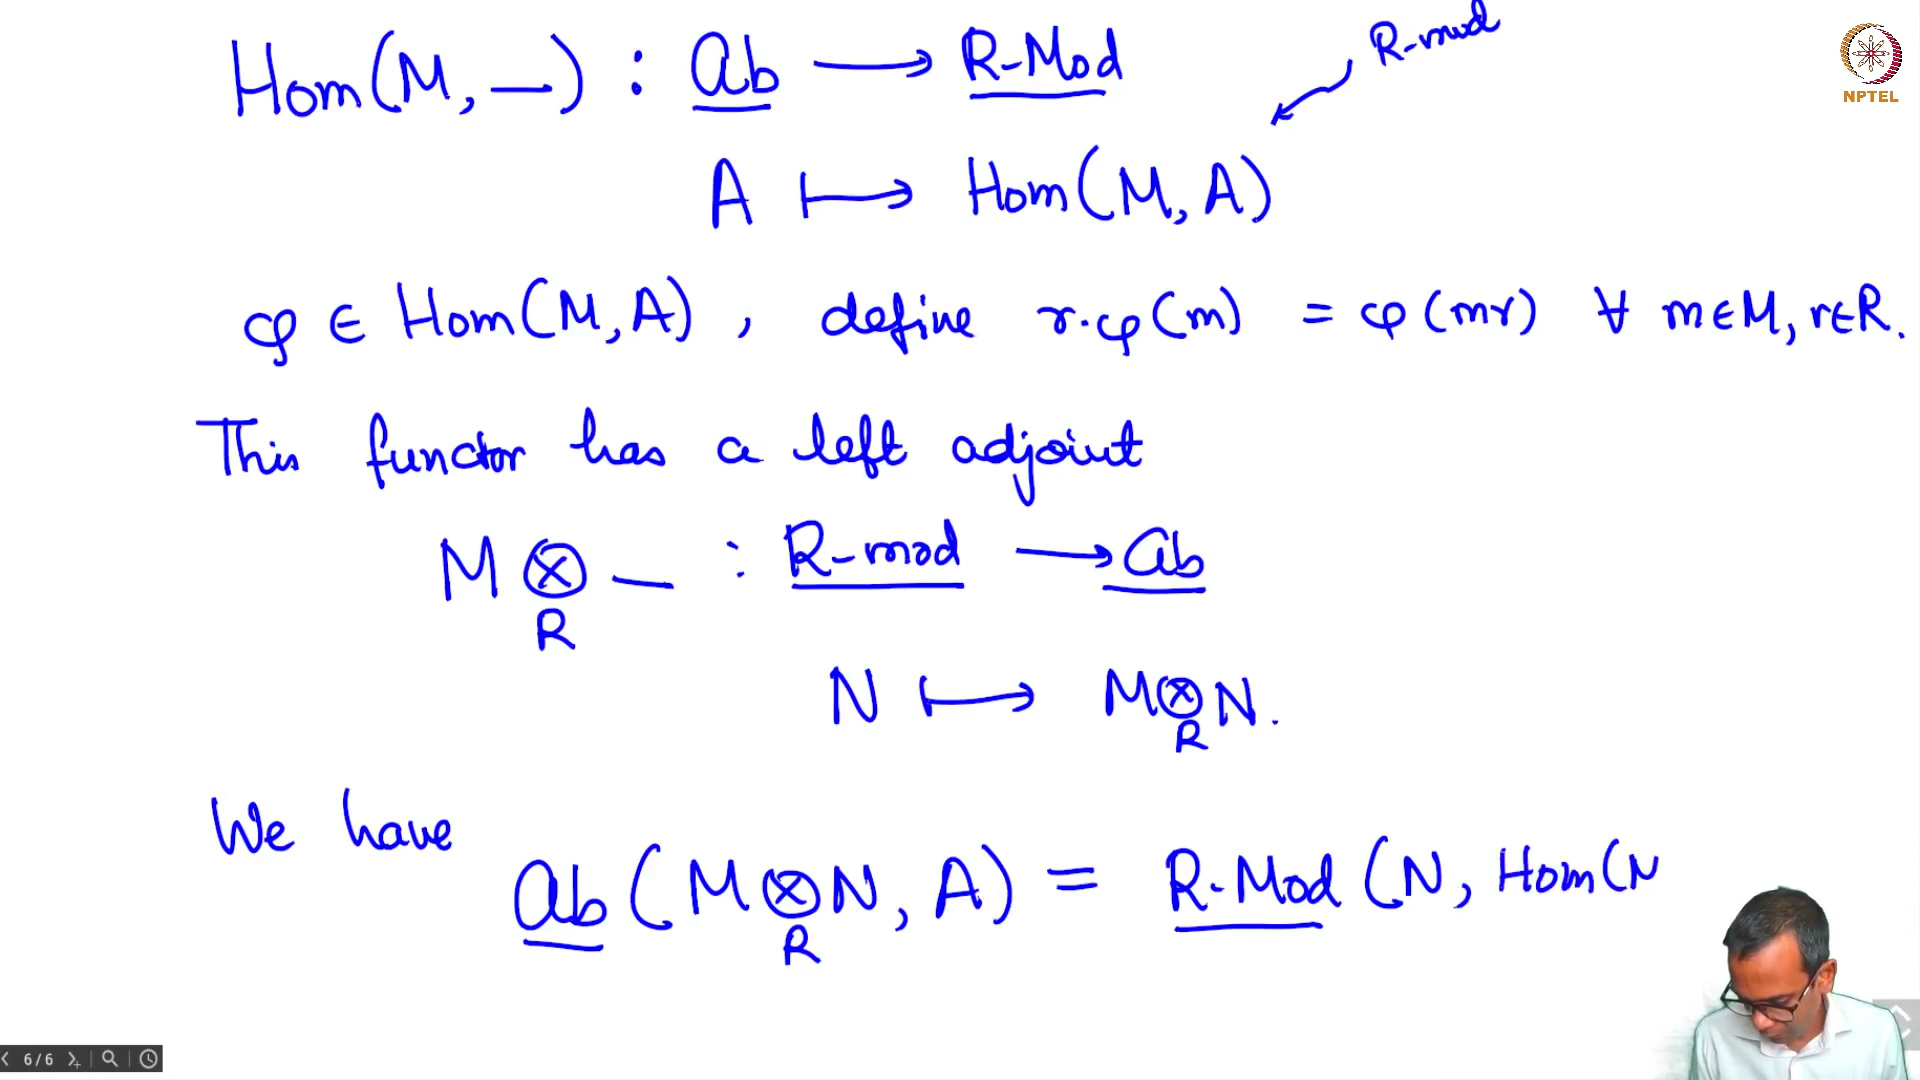 Hom(M, —) : Ab ⟶ R-Mod
R-mod
NPTEL
A ⟼ Hom(M, A)
φ ∈ Hom(M, A) , define r·φ(m) = φ(mr) ∀ m∈M, r∈R.
This functor has a left adjoint
M ⊗_R — : R-mod ⟶ Ab
N ⟼ M⊗_R N.
We have
Ab(M⊗_R N, A) = R-Mod(N, Hom(
6/6